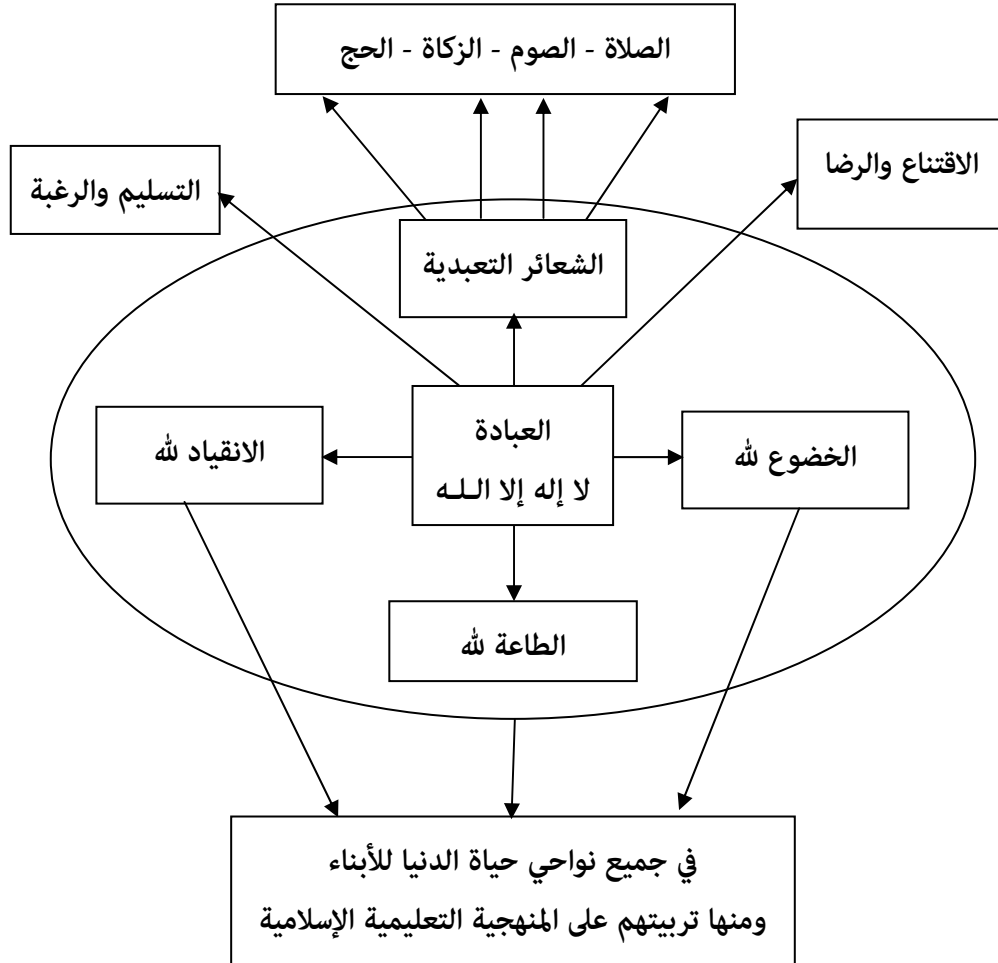 الصلاة - الصوم - الزكاة - الحج
الاقتناع والرضا
التسليم والرغبة
الشعائر التعبدية
العبادة
لا إله إلا الـلـه
الخضوع لله
الانقياد لله
الطاعة لله
في جميع نواحي حياة الدنيا للأبناء
ومنها تربيتهم على المنهجية التعليمية الإسلامية